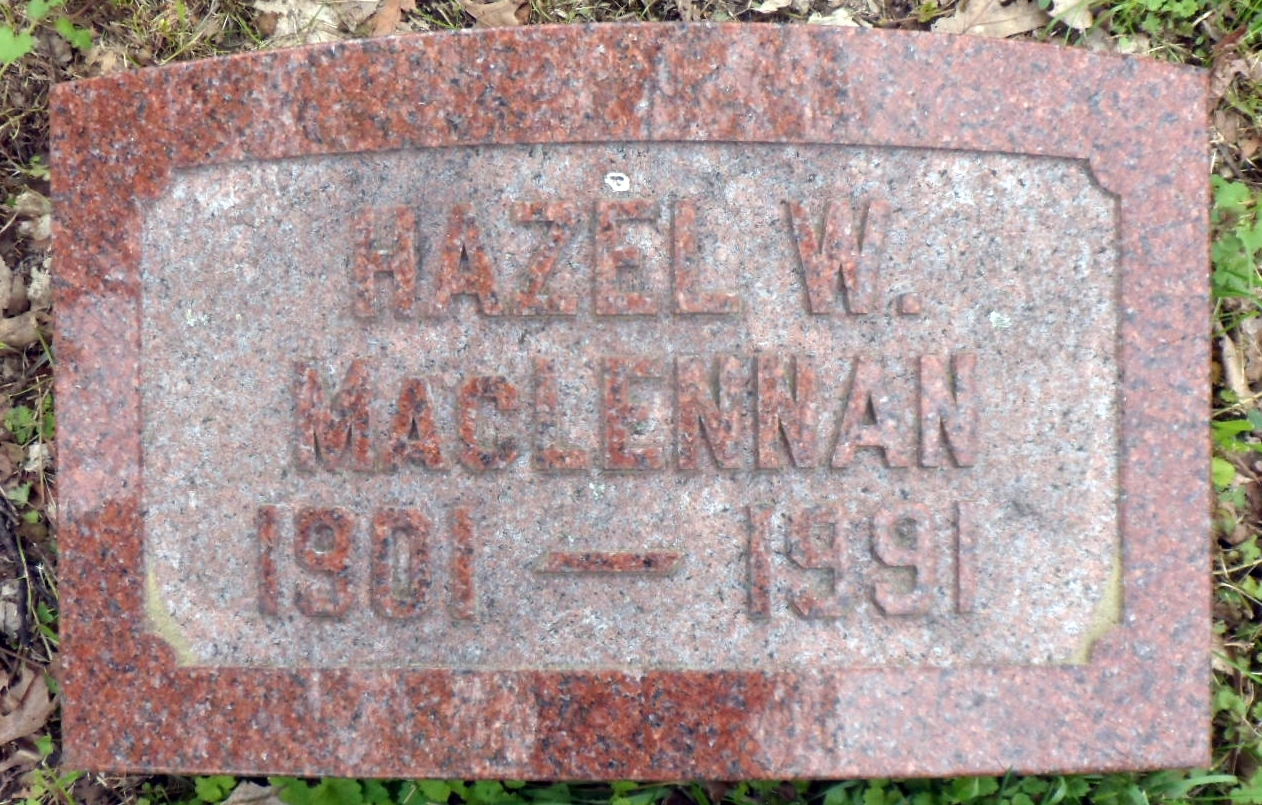 HAZEL W.
MACLENNAN
1901 — 1991